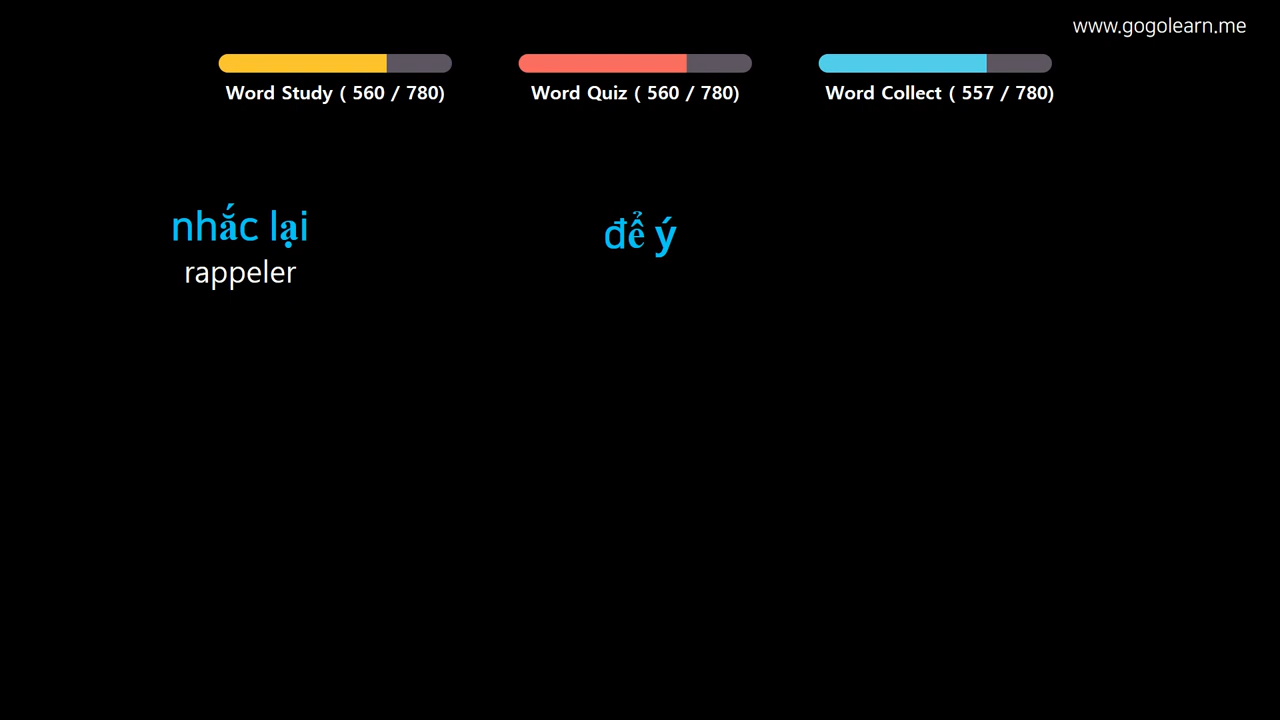 www.gogolearn.me
Word Study ( 560 / 780)
Word Quiz ( 560 / 780)
Word Collect ( 557 / 780)
nhắc lại
rappeler
để ý